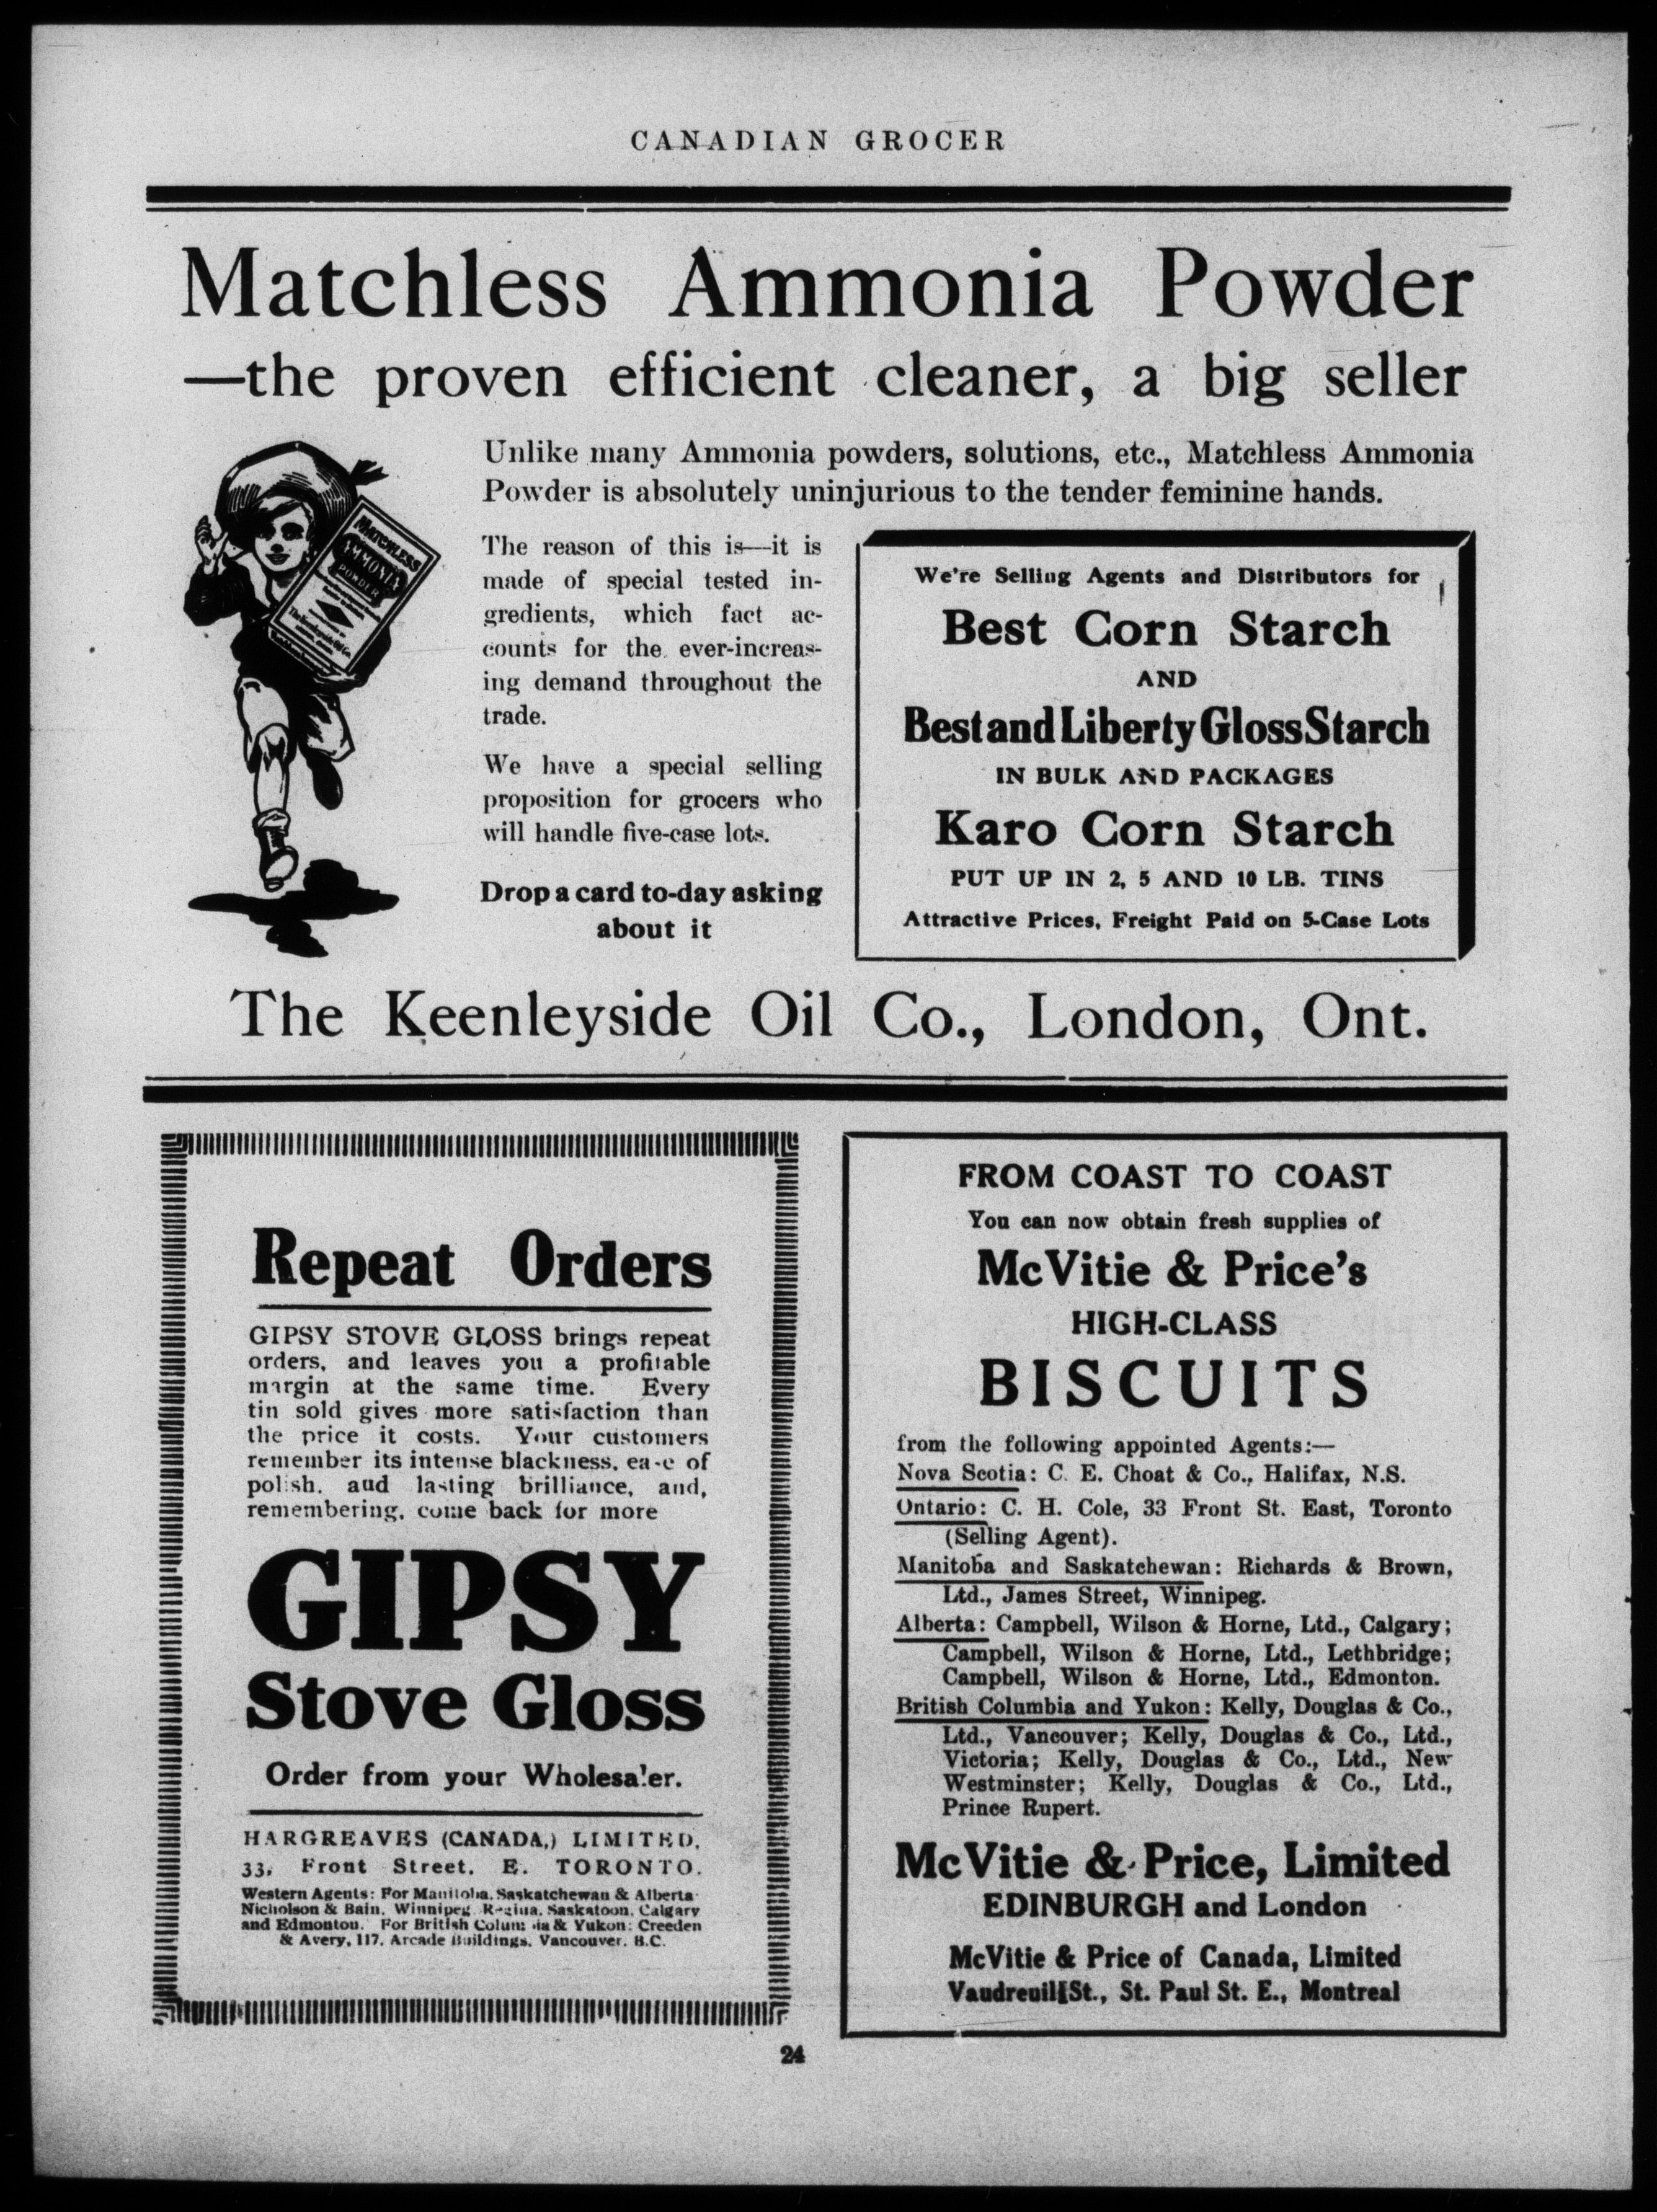 CANADIAN GROCER
Matchless Ammonia Powder
—the proven efficient cleaner, a big seller
Unlike many Ammonia powders, solutions, etc., Matchless Ammonia
Powder is absolutely uninjurious to the tender feminine hands.
MATCHLESS
AMMONIA
POWDER
The reason of this is—it is
made of special tested in-
gredients, which fact ac-
counts for the ever-increas-
ing demand throughout the
trade.
We have a special selling
proposition for grocers who
will handle five-case lots.
Drop a card to-day asking
about it
We're Selling Agents and Distributors for
Best Corn Starch
AND
Best and Liberty Gloss Starch
IN BULK AND PACKAGES
Karo Corn Starch
PUT UP IN 2, 5 AND 10 LB. TINS
Attractive Prices, Freight Paid on 5-Case Lots
The Keenleyside Oil Co., London, Ont.
Repeat Orders
GIPSY STOVE GLOSS brings repeat
orders, and leaves you a profitable
margin at the same time. Every
tin sold gives more satisfaction than
the price it costs. Your customers
remember its intense blackness, ease of
polish, and lasting brilliance, and,
remembering, come back for more
GIPSY
Stove Gloss
Order from your Wholesaler.
HARGREAVES (CANADA,) LIMITED,
33, Front Street, E. TORONTO.
Western Agents: For Manitoba, Saskatchewan & Alberta
Nicholson & Bain, Winnipeg, Regina, Saskatoon, Calgary
and Edmonton. For British Columbia & Yukon: Creeden
& Avery, 117, Arcade Buildings, Vancouver, B.C.
FROM COAST TO COAST
You can now obtain fresh supplies of
McVitie & Price's
HIGH-CLASS
BISCUITS
from the following appointed Agents:—
Nova Scotia: C. E. Choat & Co., Halifax, N.S.
Ontario: C. H. Cole, 33 Front St. East, Toronto
(Selling Agent).
Manitoba and Saskatchewan: Richards & Brown,
Ltd., James Street, Winnipeg.
Alberta: Campbell, Wilson & Horne, Ltd., Calgary;
Campbell, Wilson & Horne, Ltd., Lethbridge;
Campbell, Wilson & Horne, Ltd., Edmonton.
British Columbia and Yukon: Kelly, Douglas & Co.,
Ltd., Vancouver; Kelly, Douglas & Co., Ltd.,
Victoria; Kelly, Douglas & Co., Ltd., New
Westminster; Kelly, Douglas & Co., Ltd.,
Prince Rupert.
McVitie & Price, Limited
EDINBURGH and London
McVitie & Price of Canada, Limited
Vaudreuil St., St. Paul St. E., Montreal
24